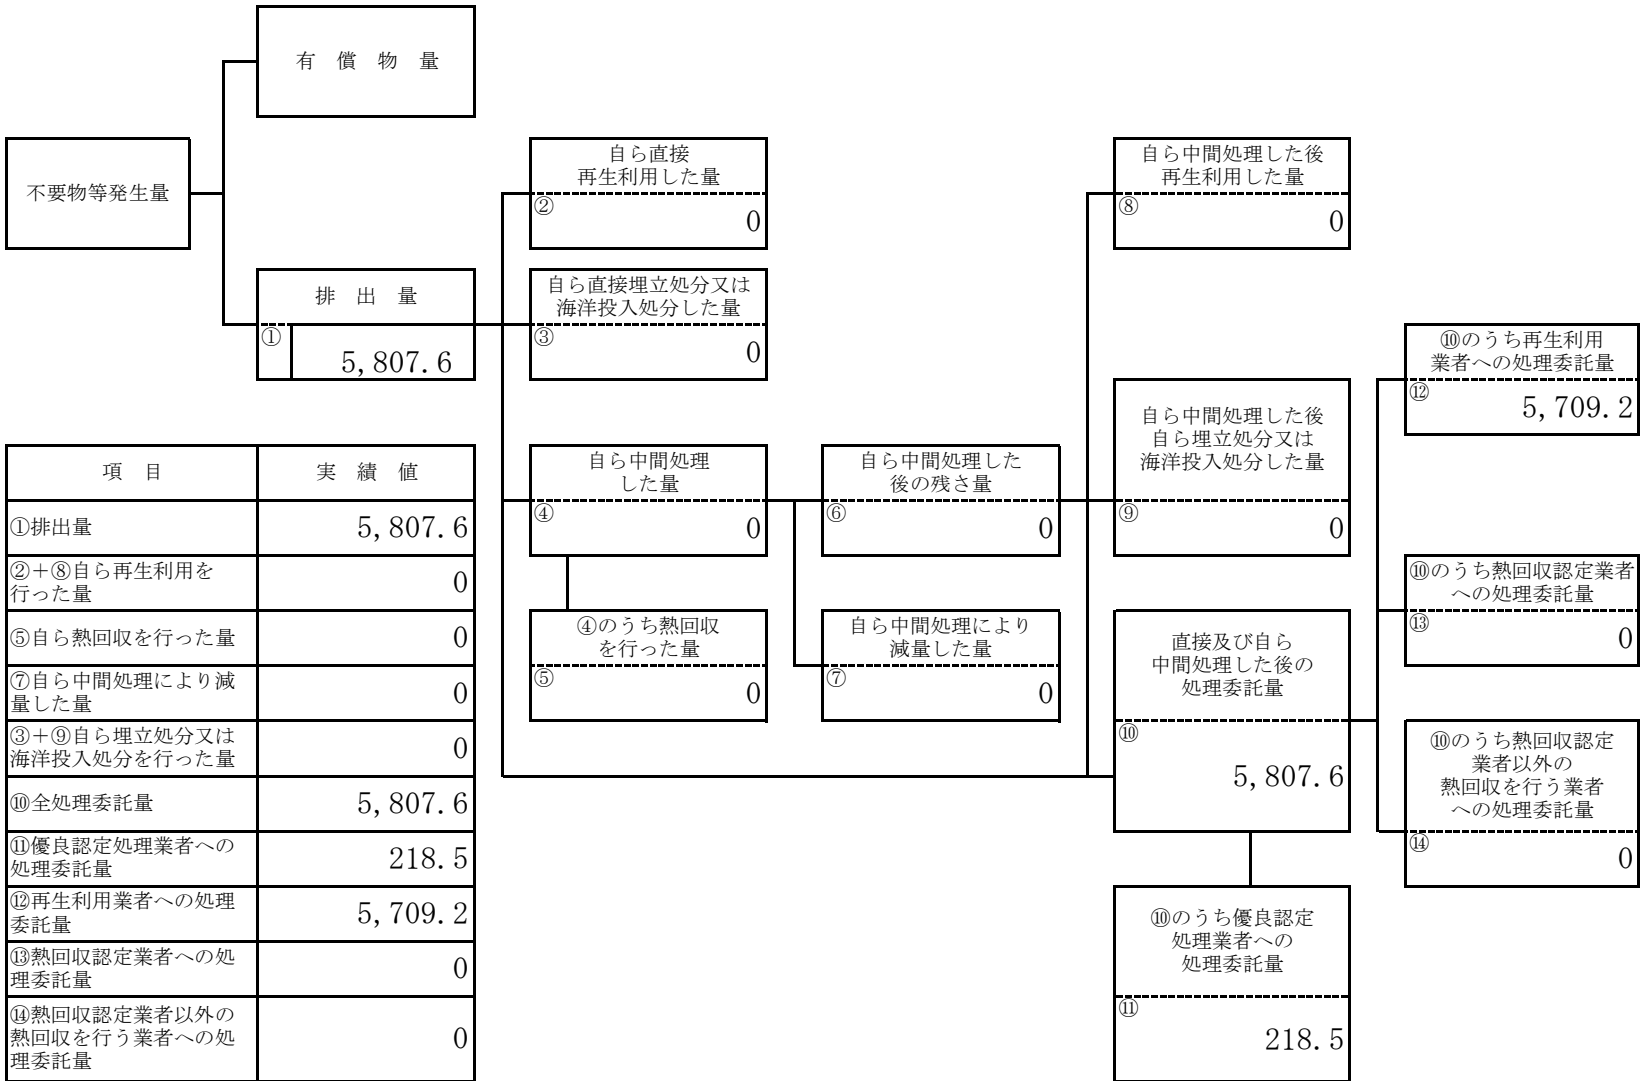 有 償 物 量
不要物等発生量
排 出 量
①
5,807.6
自ら直接
再生利用した量
②
0
自ら直接埋立処分又は
海洋投入処分した量
③
0
自ら中間処理
した量
④
0
④のうち熱回収
を行った量
⑤
0
自ら中間処理した
後の残さ量
⑥
0
自ら中間処理により
減量した量
⑦
0
自ら中間処理した後
再生利用した量
⑧
0
自ら中間処理した後
自ら埋立処分又は
海洋投入処分した量
⑨
0
直接及び自ら
中間処理した後の
処理委託量
⑩
5,807.6
⑩のうち優良認定
処理業者への
処理委託量
⑪
218.5
⑩のうち再生利用
業者への処理委託量
⑫
5,709.2
⑩のうち熱回収認定業者
への処理委託量
⑬
0
⑩のうち熱回収認定
業者以外の
熱回収を行う業者
への処理委託量
⑭
0
項 目 実 績 値
①排出量 5,807.6
②＋⑧自ら再生利用を
行った量
0
⑤自ら熱回収を行った量 0
⑦自ら中間処理により減
量した量
0
③＋⑨自ら埋立処分又は
海洋投入処分を行った量
0
⑩全処理委託量 5,807.6
⑪優良認定処理業者への
処理委託量
218.5
⑫再生利用業者への処理
委託量
5,709.2
⑬熱回収認定業者への処
理委託量
0
⑭熱回収認定業者以外の
熱回収を行う業者への処
理委託量
0